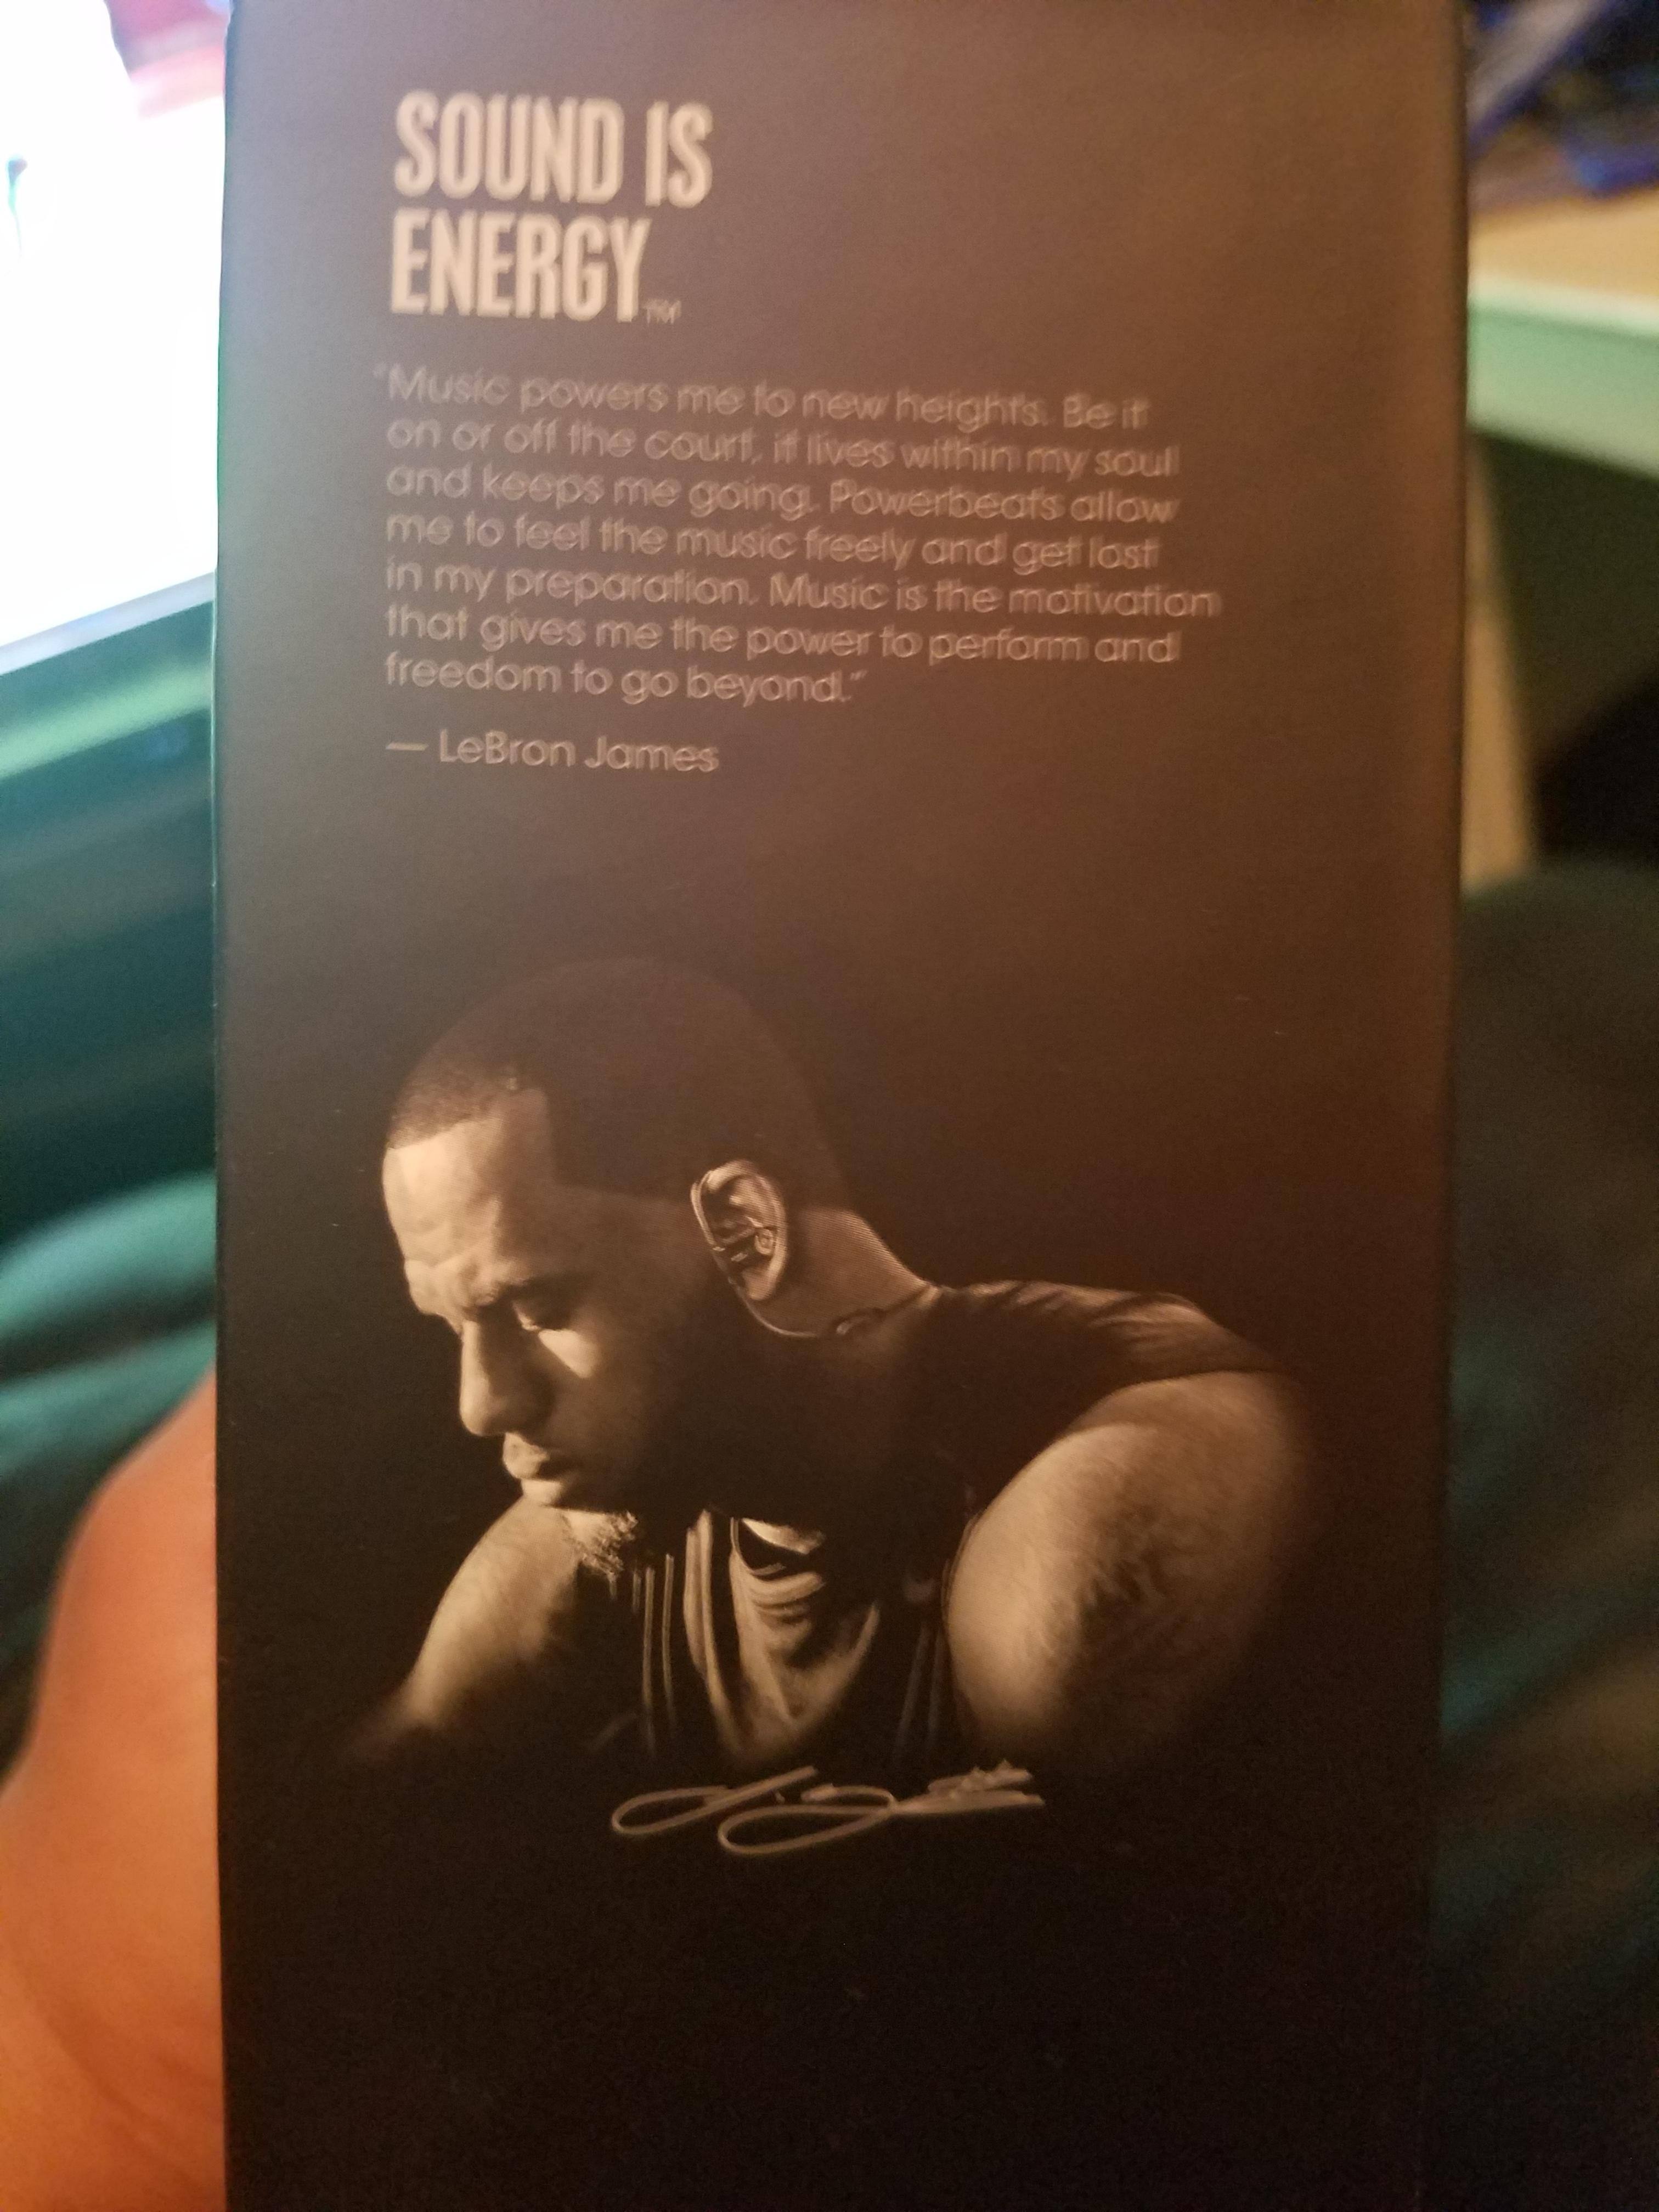 SOUND IS
ENERGY™
"Music powers me to new heights. Be it
on or off the court, it lives within my soul
and keeps me going. Powerbeats allow
me to feel the music freely and get lost
in my preparation. Music is the motivation
that gives me the power to perform and
freedom to go beyond."
— LeBron James